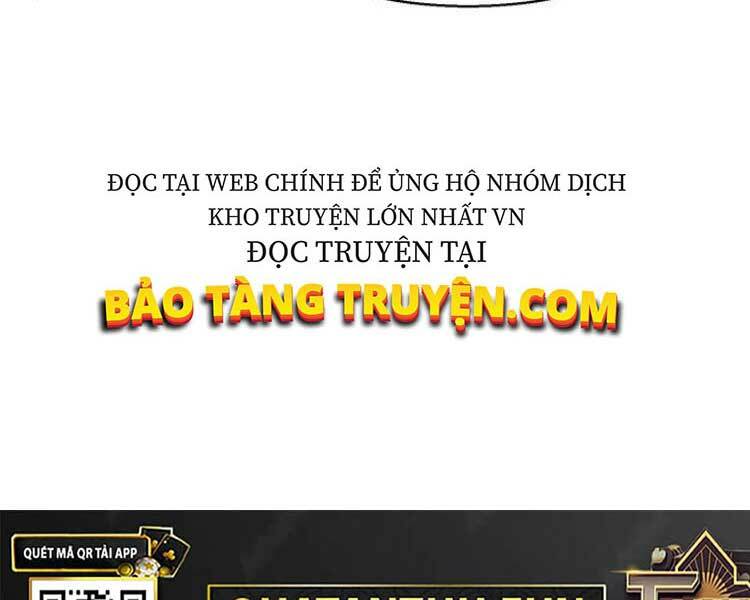 ĐỌC TẠI WEB CHÍNH ĐỂ ỦNG HỘ NHÓM DỊCH
KHO TRUYỆN LỚN NHẤT VN
ĐỌC TRUYỆN TẠI
BẢO TÀNG TRUYỆN.COM
QUÉT MÃ QR TẢI APP